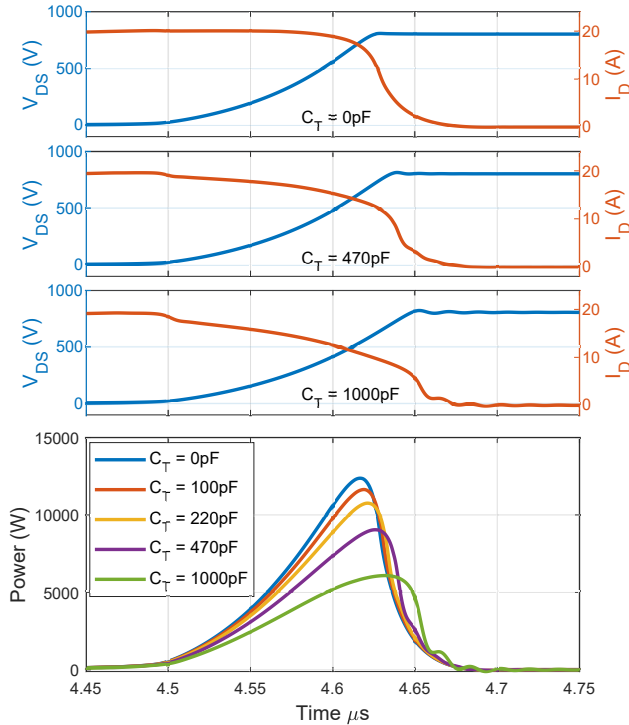 1000
500
0
V_DS (V)
C_T ≈ 0pF
20
10
0
I_D (A)
1000
500
0
V_DS (V)
C_T = 470pF
20
10
0
I_D (A)
1000
500
0
V_DS (V)
C_T = 1000pF
20
10
0
I_D (A)
15000
10000
5000
0
Power (W)
C_T = 0pF
C_T = 100pF
C_T = 220pF
C_T = 470pF
C_T = 1000pF
4.45 4.5 4.55 4.6 4.65 4.7 4.75
Time μs